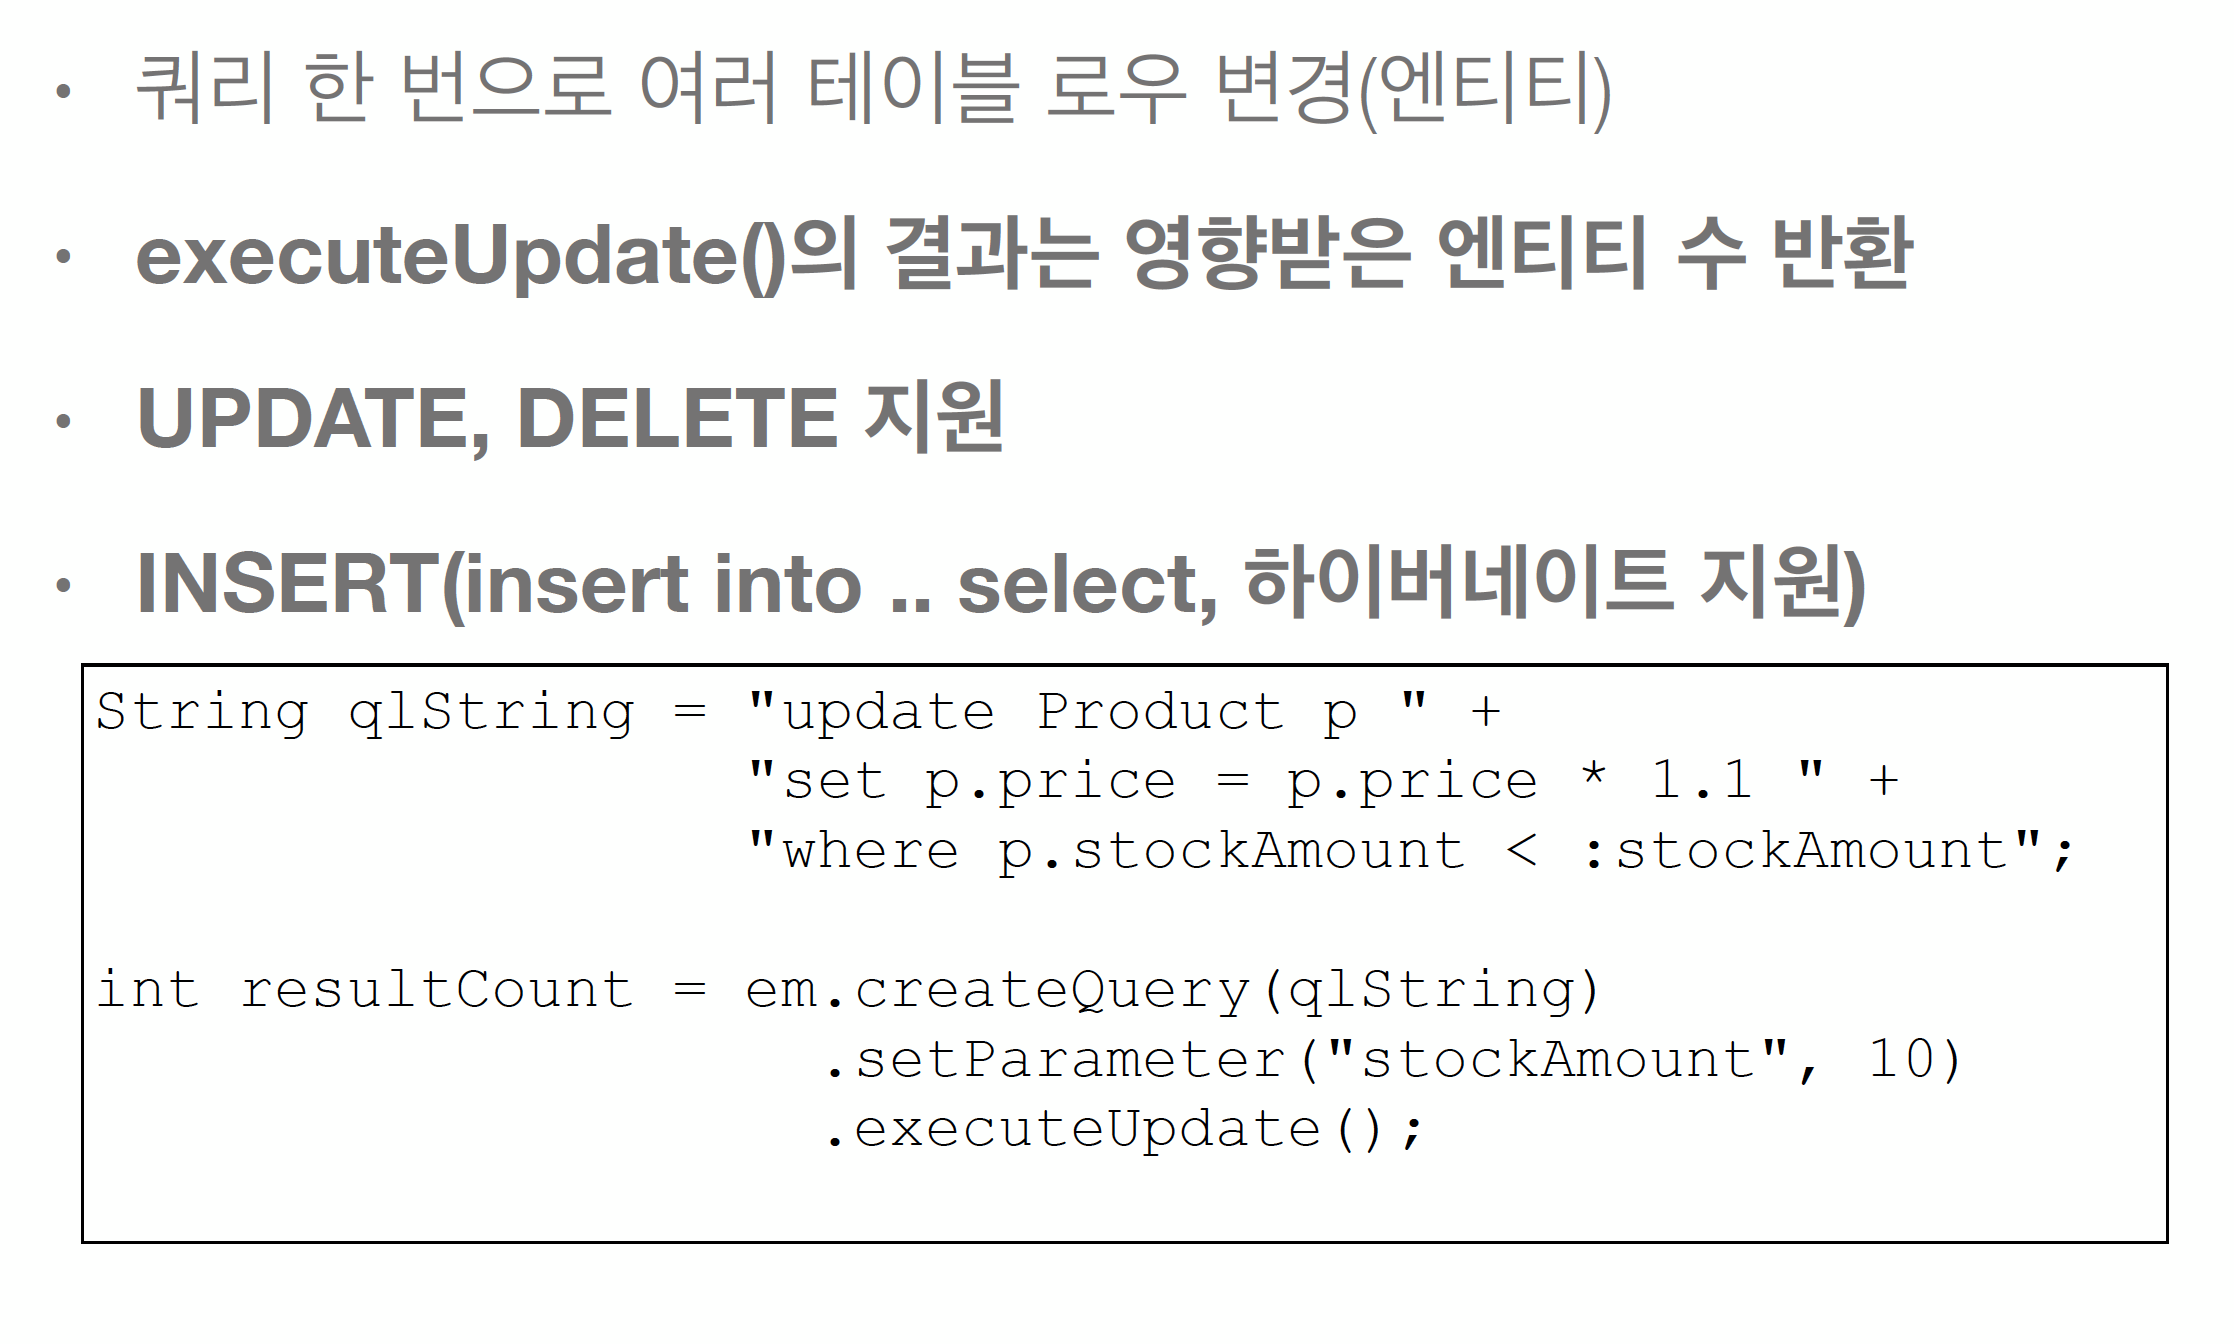 • 쿼리 한 번으로 여러 테이블 로우 변경(엔티티)
• executeUpdate()의 결과는 영향받은 엔티티 수 반환
• UPDATE, DELETE 지원
• INSERT(insert into .. select, 하이버네이트 지원)
String qlString = "update Product p " +
                  "set p.price = p.price * 1.1 " +
                  "where p.stockAmount < :stockAmount";

int resultCount = em.createQuery(qlString)
                    .setParameter("stockAmount", 10)
                    .executeUpdate();